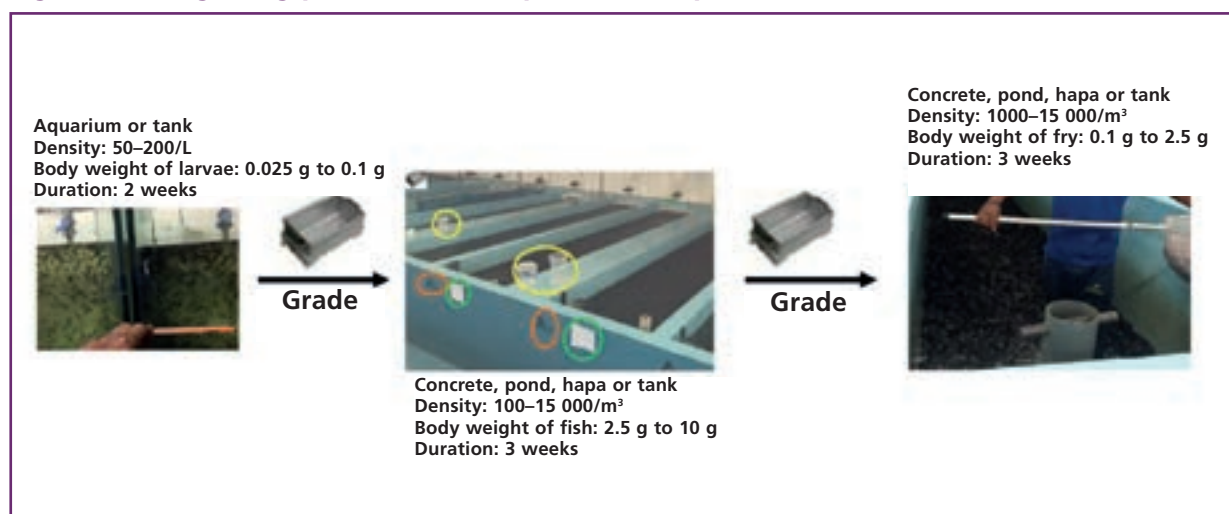 Aquarium or tank
Density: 50–200/L
Body weight of larvae: 0.025 g to 0.1 g
Duration: 2 weeks
Grade
Concrete, pond, hapa or tank
Density: 100–15 000/m³
Body weight of fish: 2.5 g to 10 g
Duration: 3 weeks
Grade
Concrete, pond, hapa or tank
Density: 1000–15 000/m³
Body weight of fry: 0.1 g to 2.5 g
Duration: 3 weeks